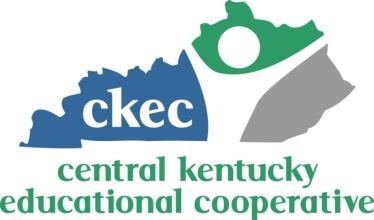 ckec
central kentucky
educational cooperative